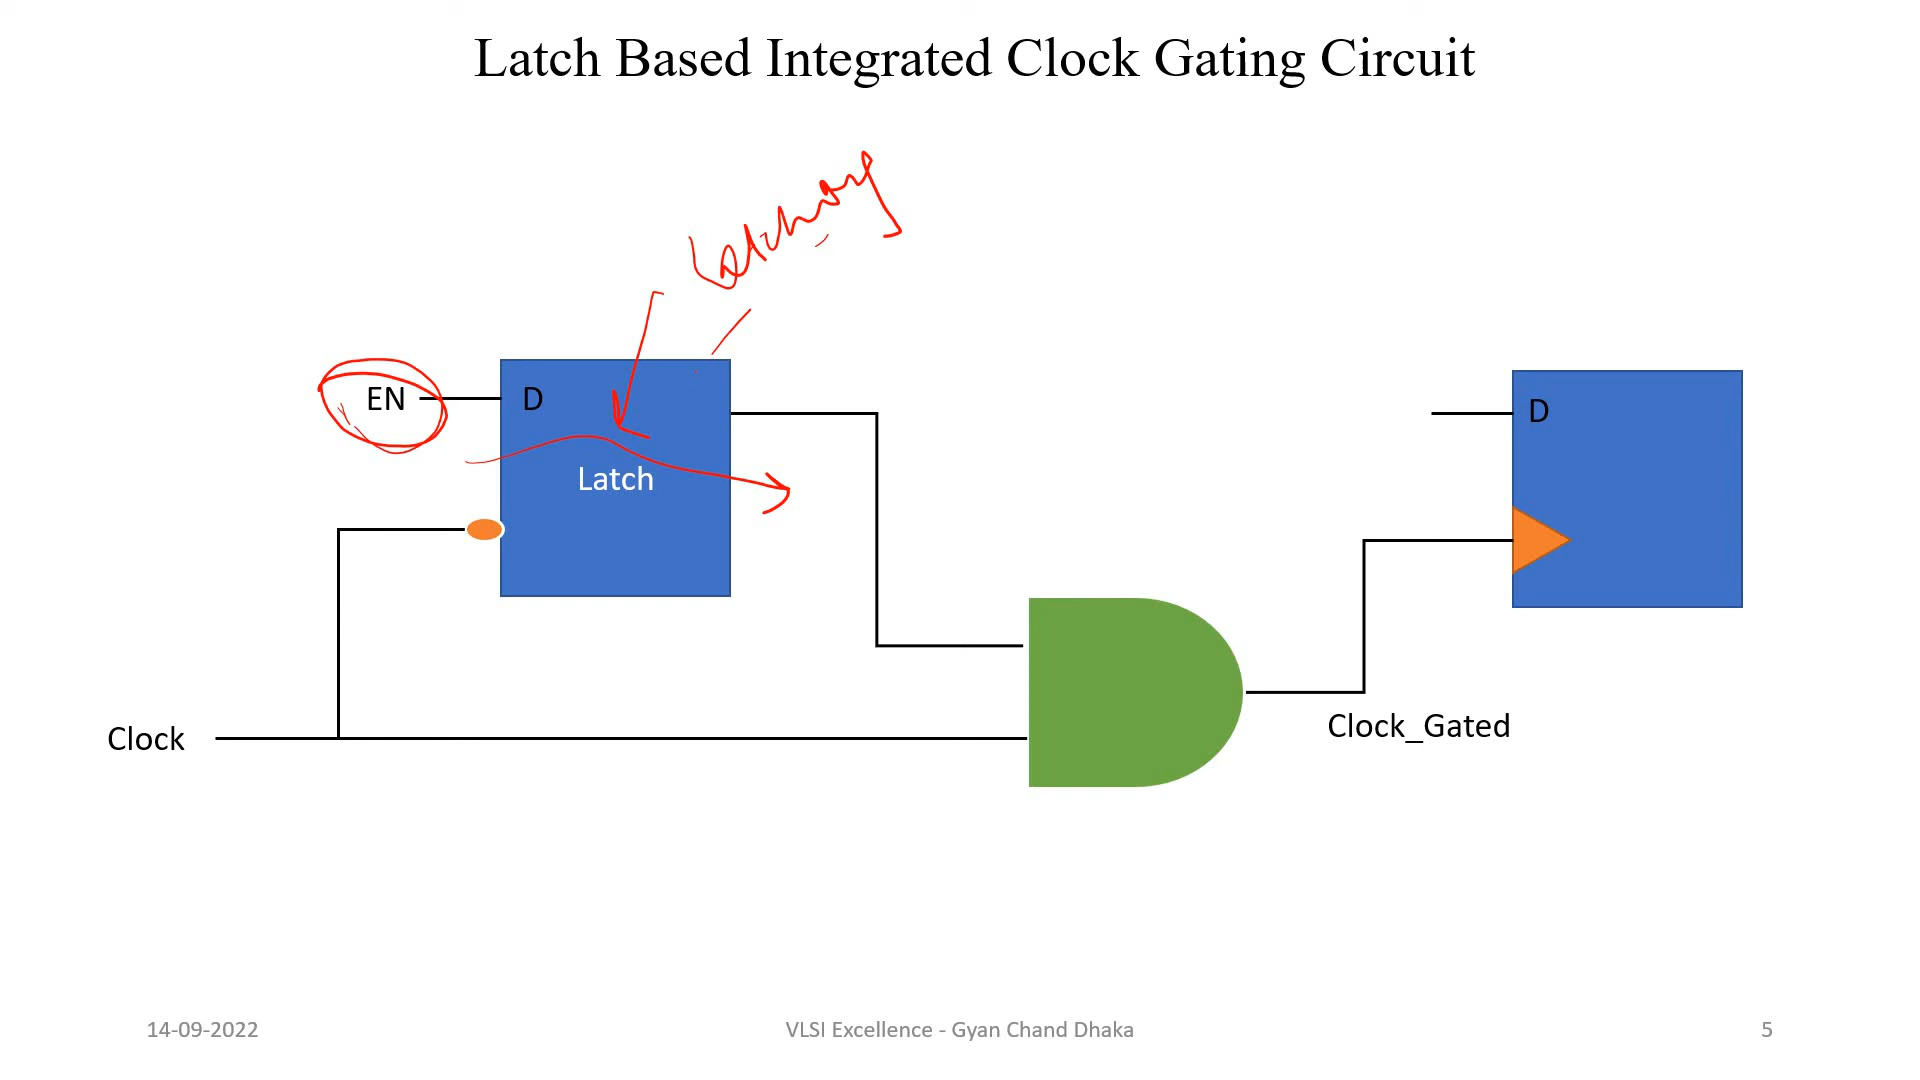 Latch Based Integrated Clock Gating Circuit
EN
D
Latch
D
Clock
Clock_Gated
14-09-2022
VLSI Excellence - Gyan Chand Dhaka
5